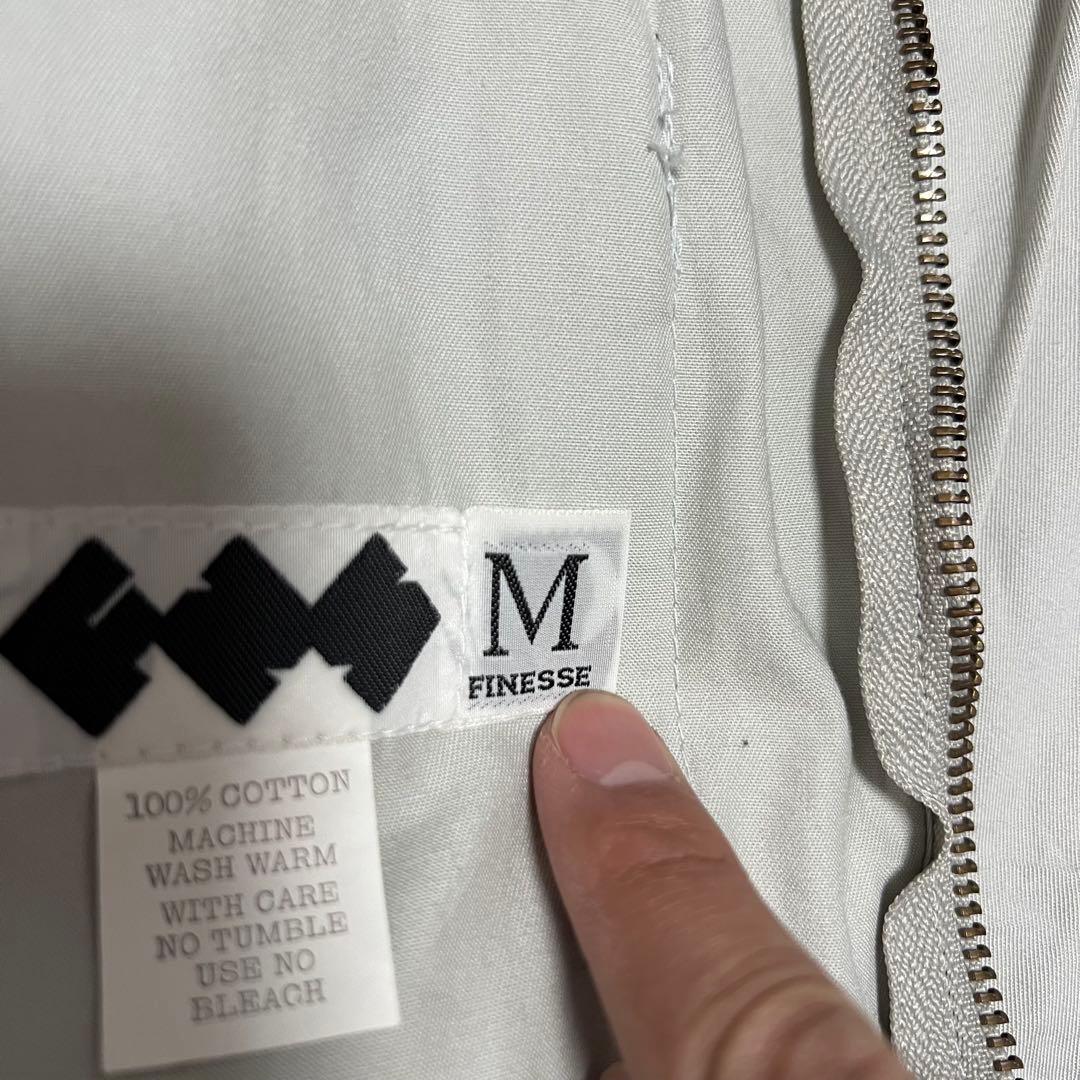 M
FINESSE
100% COTTON
MACHINE
WASH WARM
WITH CARE
NO TUMBLE
USE NO
BLEACH